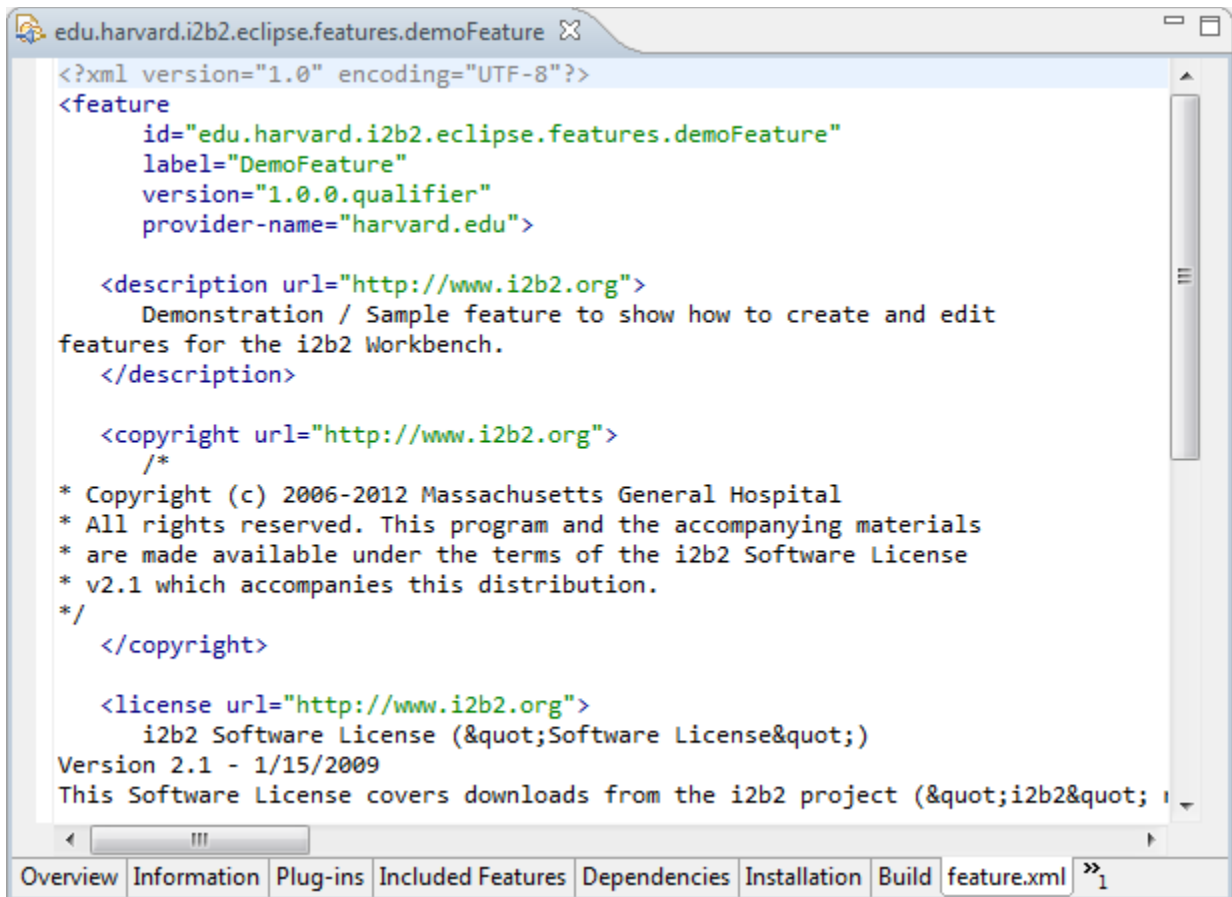 edu.harvard.i2b2.eclipse.features.demoFeature
<?xml version="1.0" encoding="UTF-8"?>
<feature
      id="edu.harvard.i2b2.eclipse.features.demoFeature"
      label="DemoFeature"
      version="1.0.0.qualifier"
      provider-name="harvard.edu">

   <description url="http://www.i2b2.org">
      Demonstration / Sample feature to show how to create and edit
features for the i2b2 Workbench.
   </description>

   <copyright url="http://www.i2b2.org">
      /*
* Copyright (c) 2006-2012 Massachusetts General Hospital
* All rights reserved. This program and the accompanying materials
* are made available under the terms of the i2b2 Software License
* v2.1 which accompanies this distribution.
*/
   </copyright>

   <license url="http://www.i2b2.org">
      i2b2 Software License (&quot;Software License&quot;)
Version 2.1 - 1/15/2009
This Software License covers downloads from the i2b2 project (&quot;i2b2&quot;
Overview Information Plug-ins Included Features Dependencies Installation Build feature.xml »1